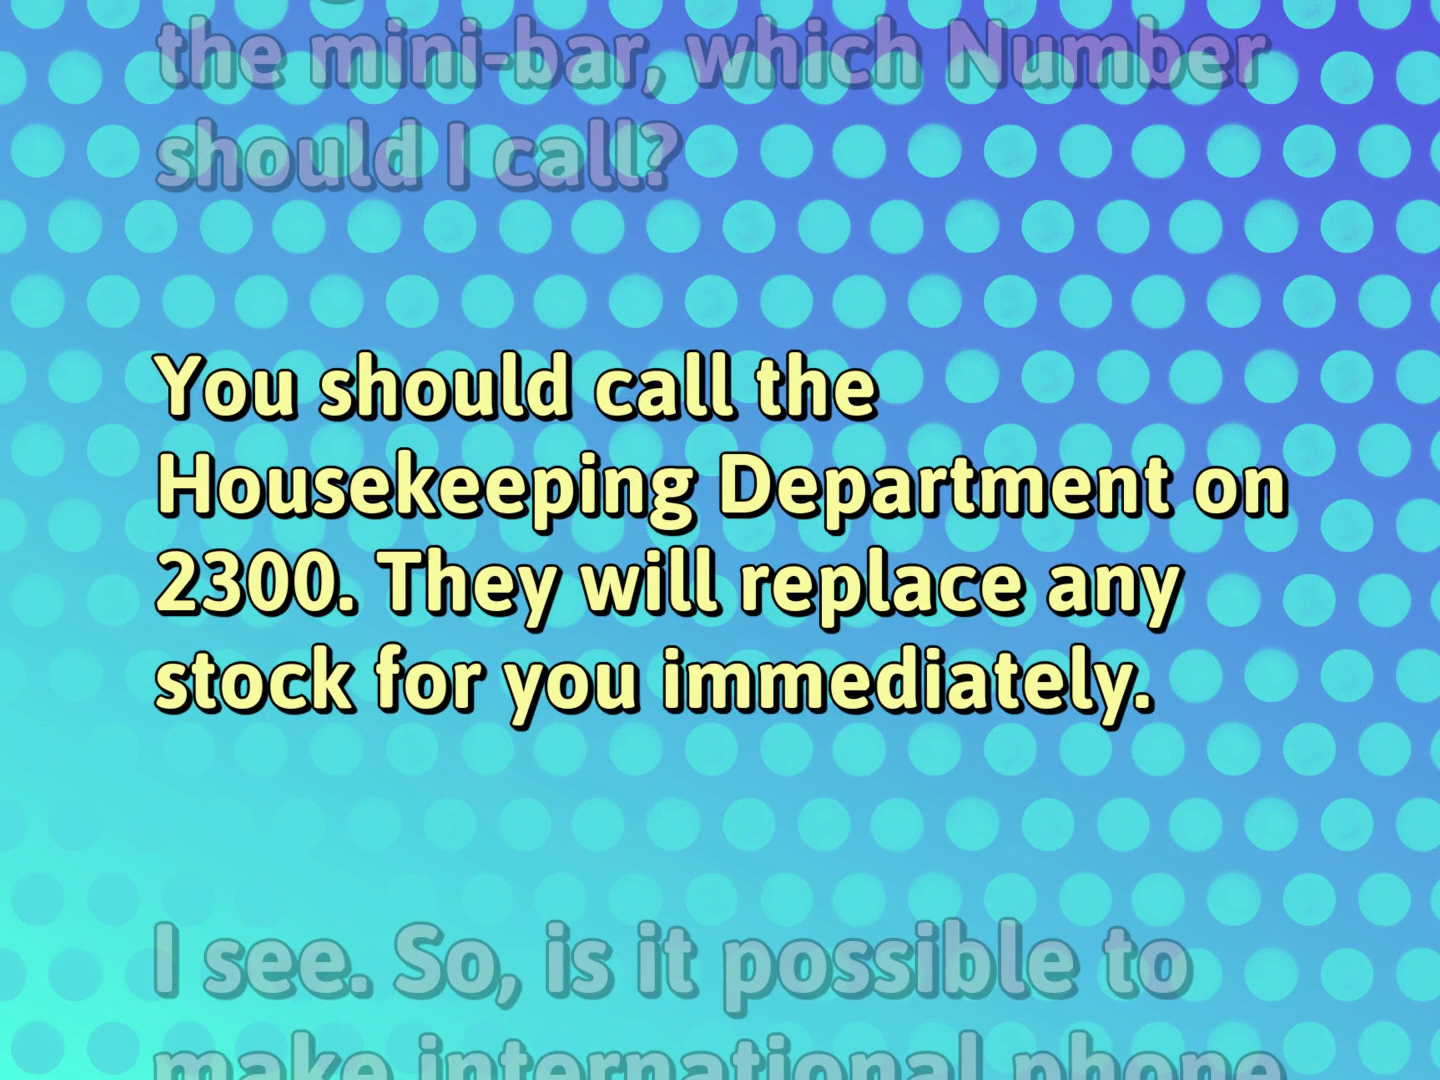 the mini-bar, which Number
should I call?
You should call the
Housekeeping Department on
2300. They will replace any
stock for you immediately.
I see. So, is it possible to
make international phone